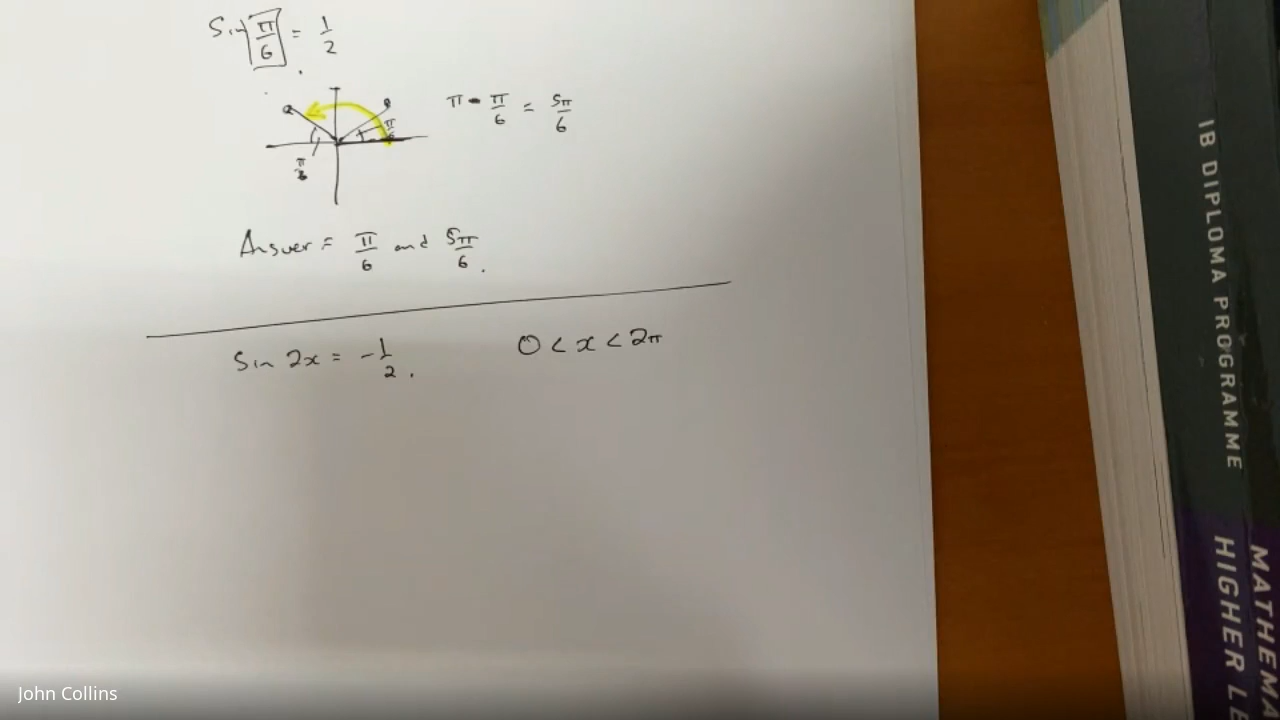 Sin π/6 = 1/2
π/6
π/6
π - π/6 = 5π/6
Answer = π/6 and 5π/6.
Sin 2x = -1/2. 0 < x < 2π
IB DIPLOMA PROGRAMME
MATHEMA
HIGHER LE
John Collins